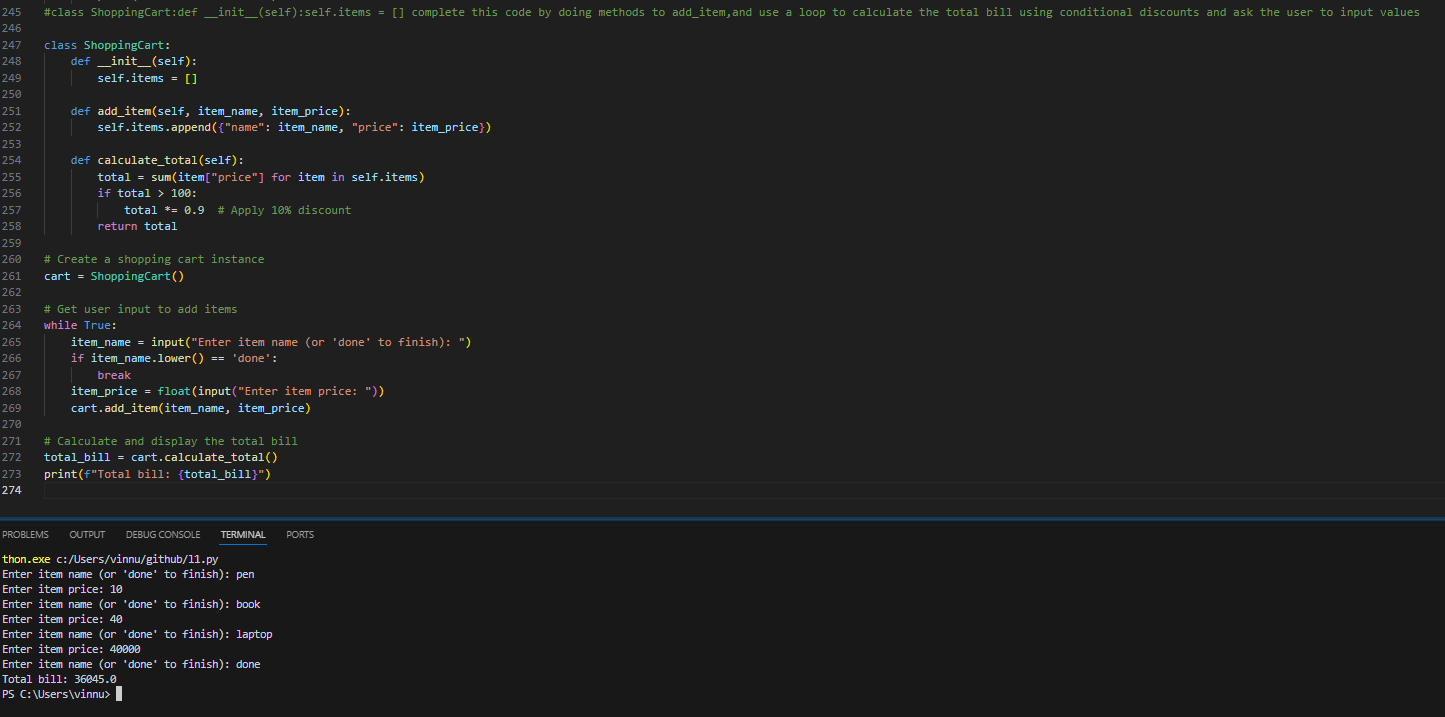 245 #class ShoppingCart:def __init__(self):self.items = [] complete this code by doing methods to add_item,and use a loop to calculate the total bill using conditional discounts and ask the user to input values
246
247 class ShoppingCart:
248     def __init__(self):
249         self.items = []
250
251     def add_item(self, item_name, item_price):
252         self.items.append({"name": item_name, "price": item_price})
253
254     def calculate_total(self):
255         total = sum(item["price"] for item in self.items)
256         if total > 100:
257             total *= 0.9  # Apply 10% discount
258         return total
259
260 # Create a shopping cart instance
261 cart = ShoppingCart()
262
263 # Get user input to add items
264 while True:
265     item_name = input("Enter item name (or 'done' to finish): ")
266     if item_name.lower() == 'done':
267         break
268     item_price = float(input("Enter item price: "))
269     cart.add_item(item_name, item_price)
270
271 # Calculate and display the total bill
272 total_bill = cart.calculate_total()
273 print(f"Total bill: {total_bill}")
274
PROBLEMS OUTPUT DEBUG CONSOLE TERMINAL PORTS
thon.exe c:/Users/vinnu/github/l1.py
Enter item name (or 'done' to finish): pen
Enter item price: 10
Enter item name (or 'done' to finish): book
Enter item price: 40
Enter item name (or 'done' to finish): laptop
Enter item price: 40000
Enter item name (or 'done' to finish): done
Total bill: 36045.0
PS C:\Users\vinnu>